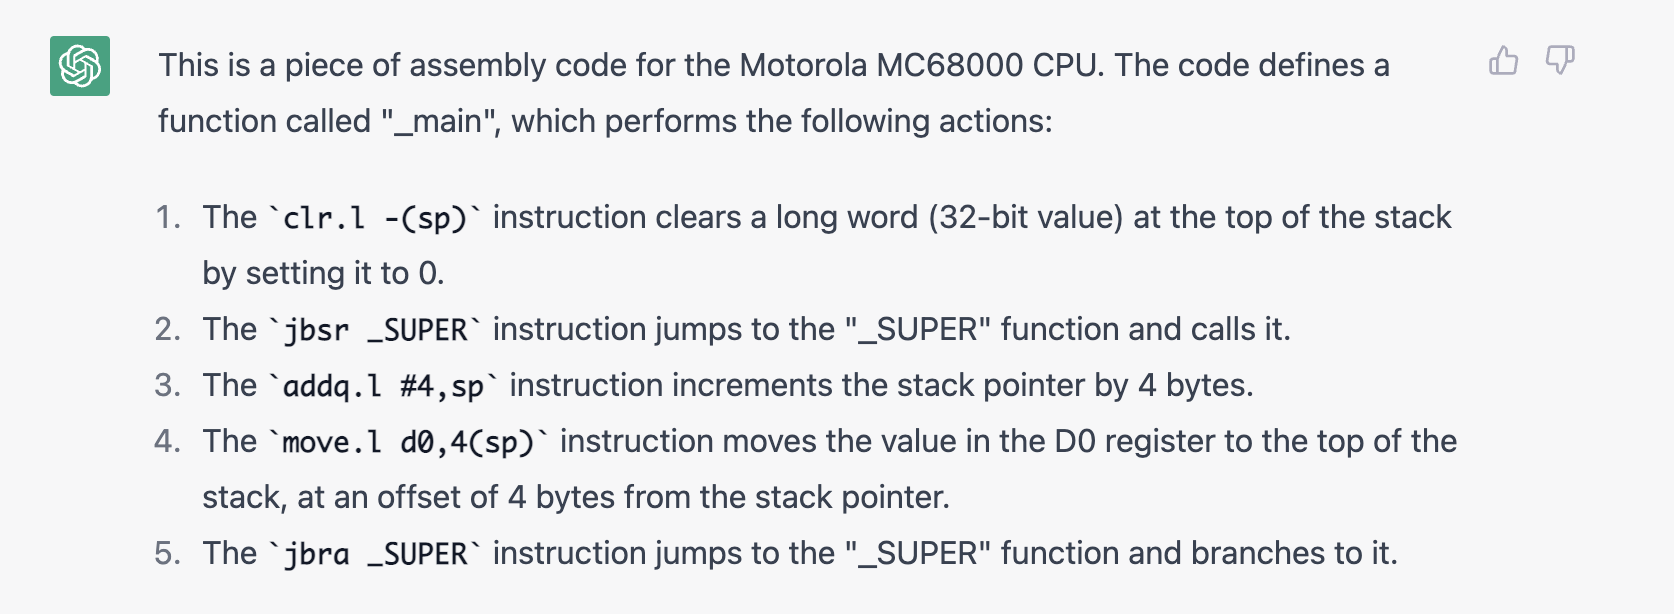 This is a piece of assembly code for the Motorola MC68000 CPU. The code defines a
function called "_main", which performs the following actions:
1. The `clr.l -(sp)` instruction clears a long word (32-bit value) at the top of the stack
by setting it to 0.
2. The `jbsr _SUPER` instruction jumps to the "_SUPER" function and calls it.
3. The `addq.l #4,sp` instruction increments the stack pointer by 4 bytes.
4. The `move.l d0,4(sp)` instruction moves the value in the D0 register to the top of the
stack, at an offset of 4 bytes from the stack pointer.
5. The `jbra _SUPER` instruction jumps to the "_SUPER" function and branches to it.